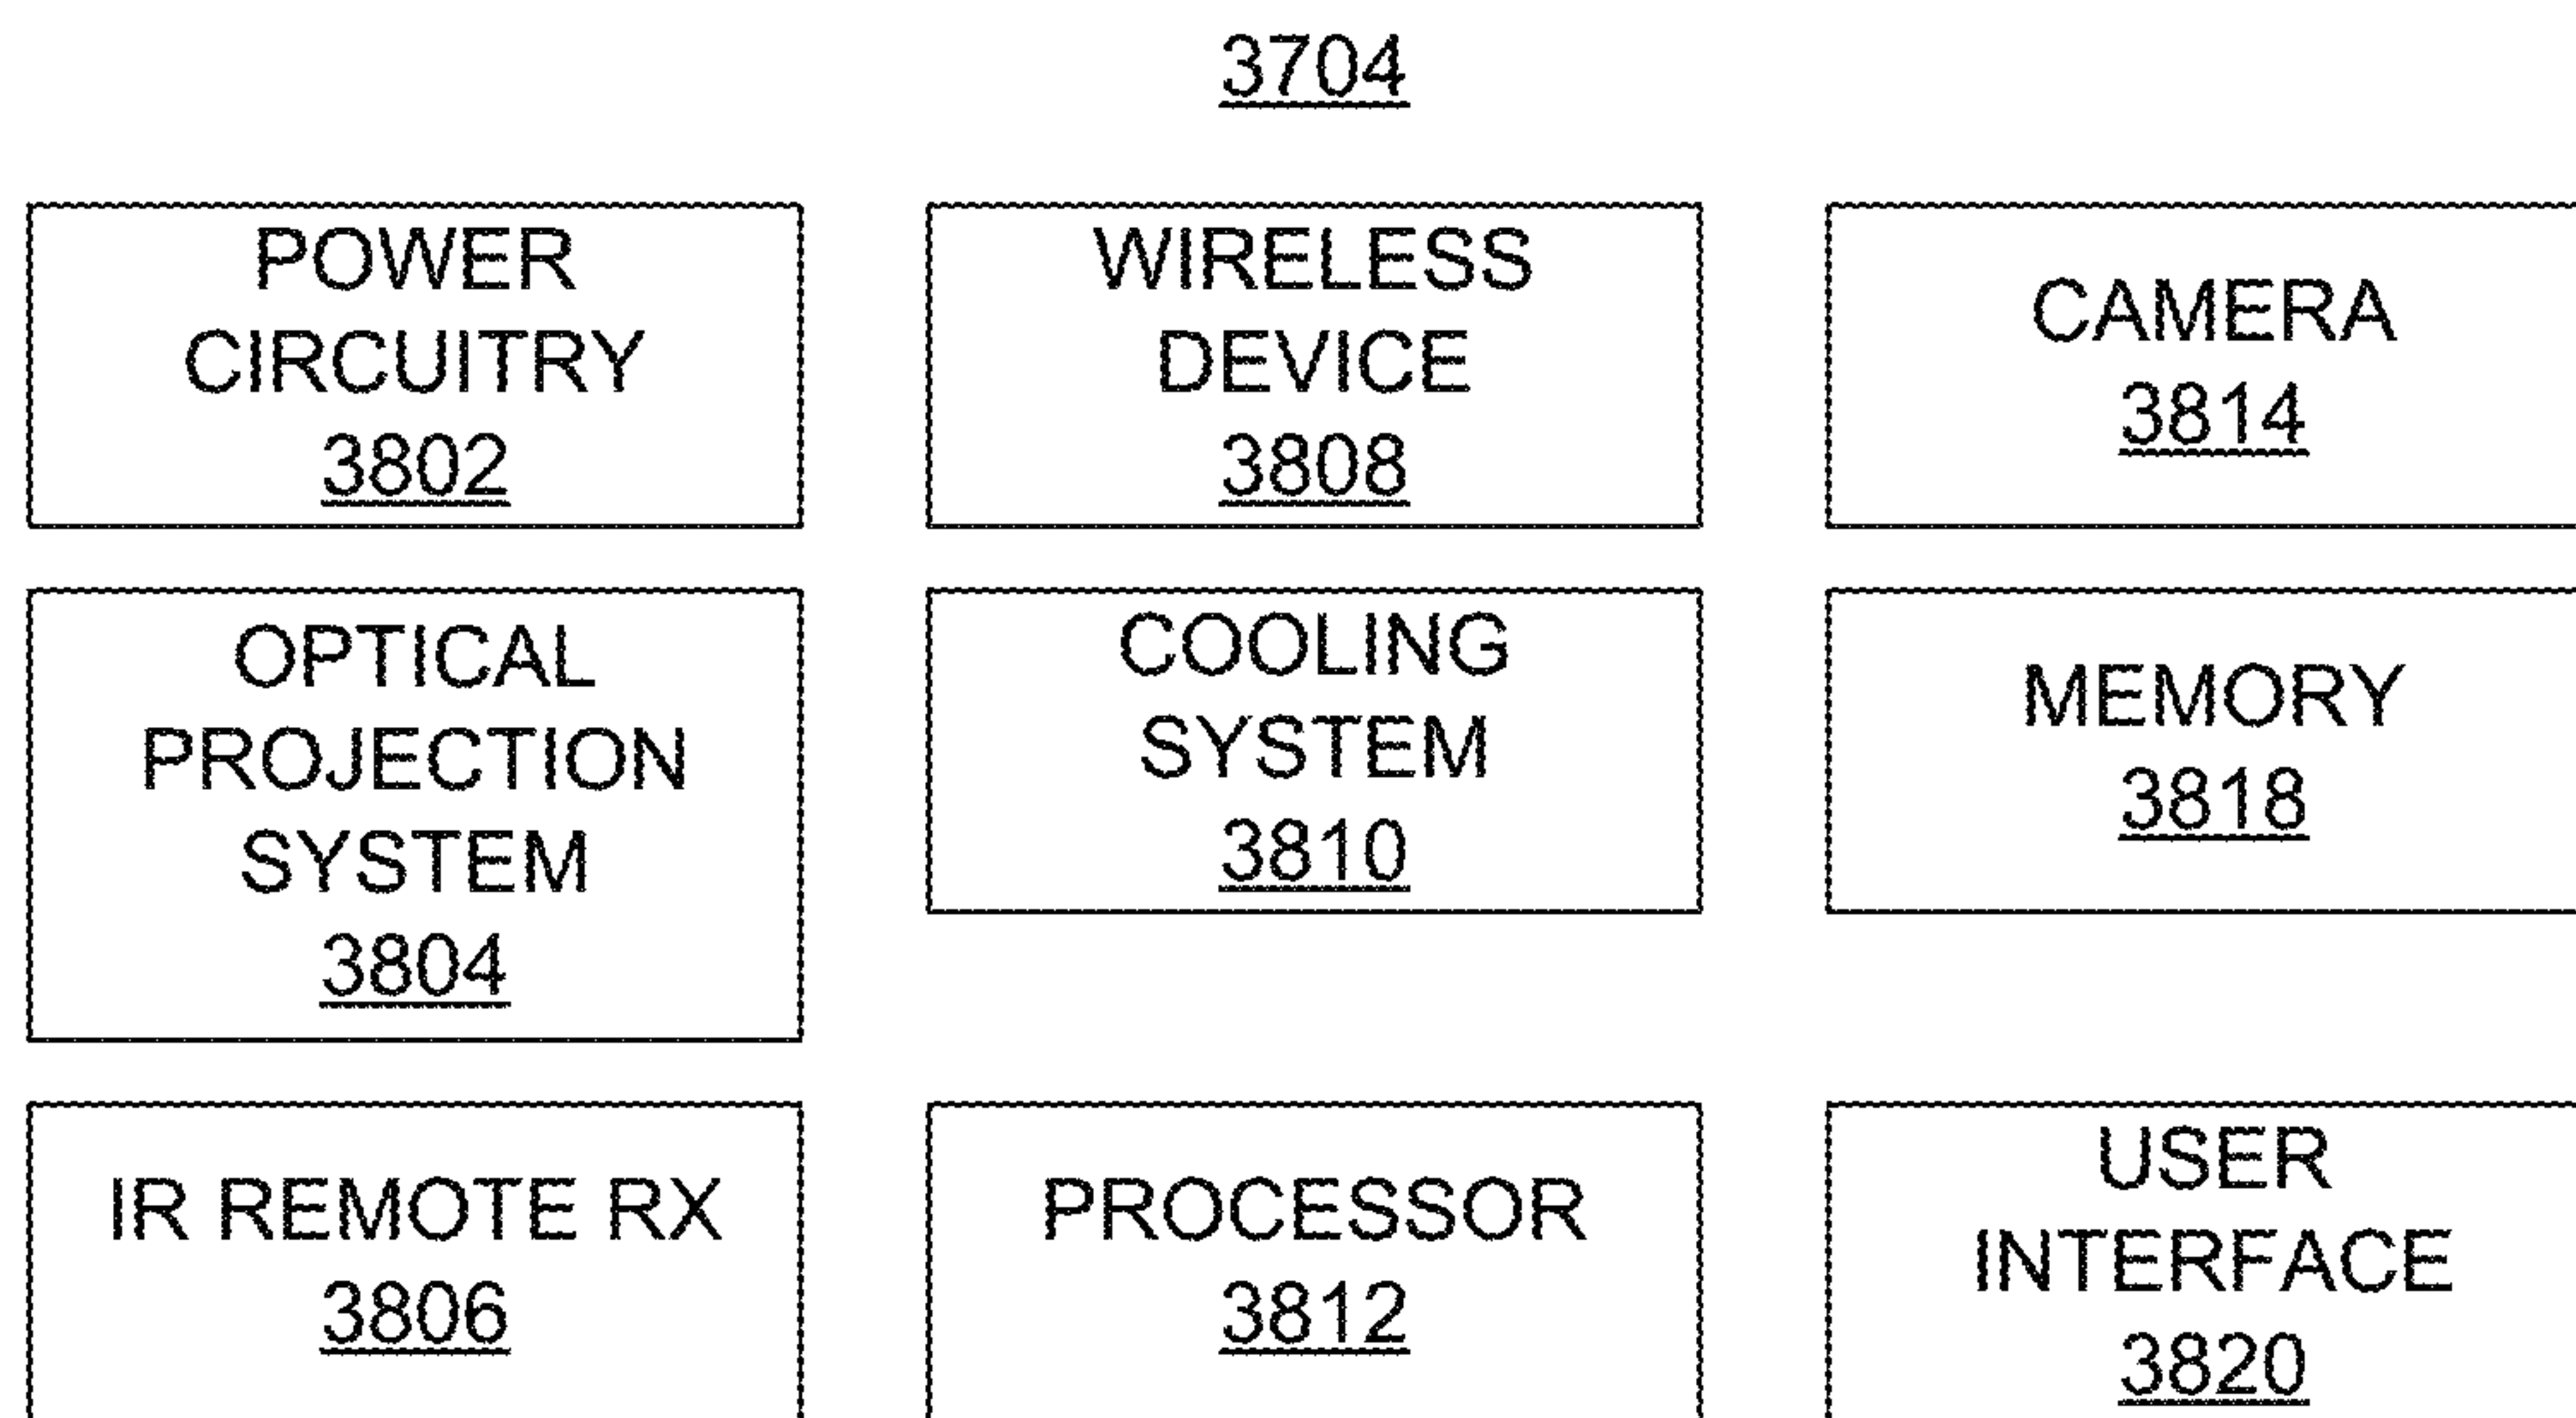 3704
POWER
CIRCUITRY
3802
WIRELESS
DEVICE
3808
CAMERA
3814
OPTICAL
PROJECTION
SYSTEM
3804
COOLING
SYSTEM
3810
MEMORY
3818
IR REMOTE RX
3806
PROCESSOR
3812
USER
INTERFACE
3820